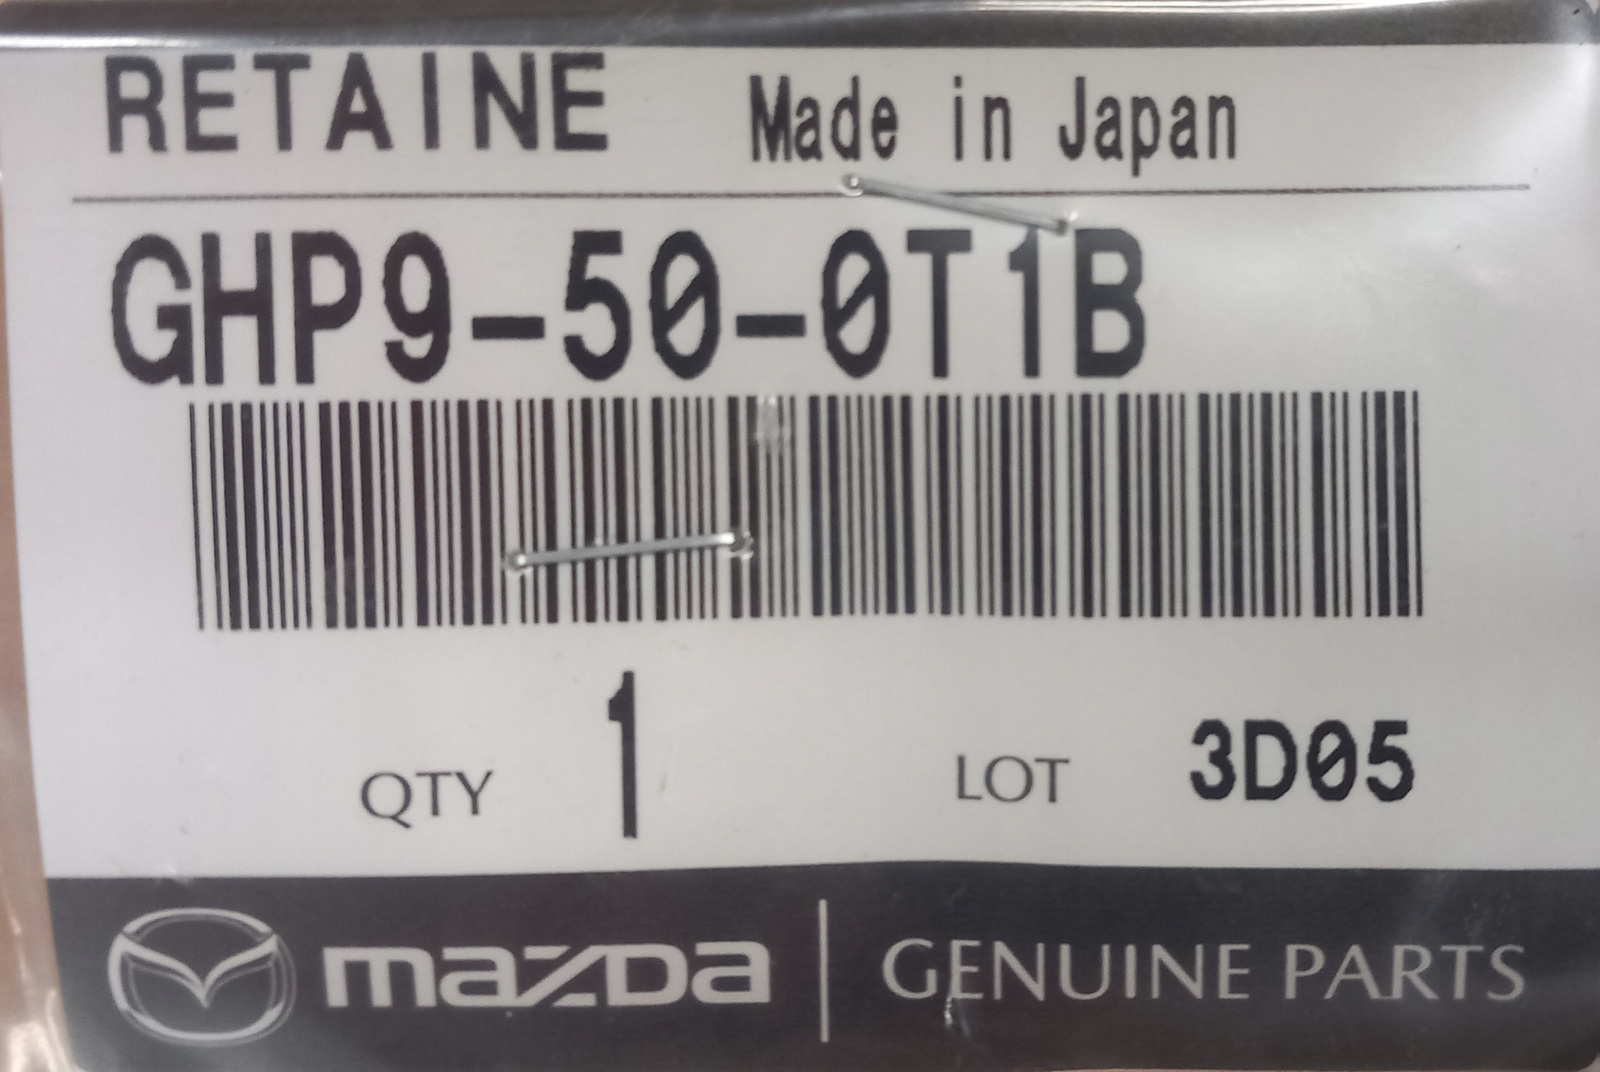 RETAINE Made in Japan
GHP9-50-0T1B
QTY 1 LOT 3D05
mazda GENUINE PARTS